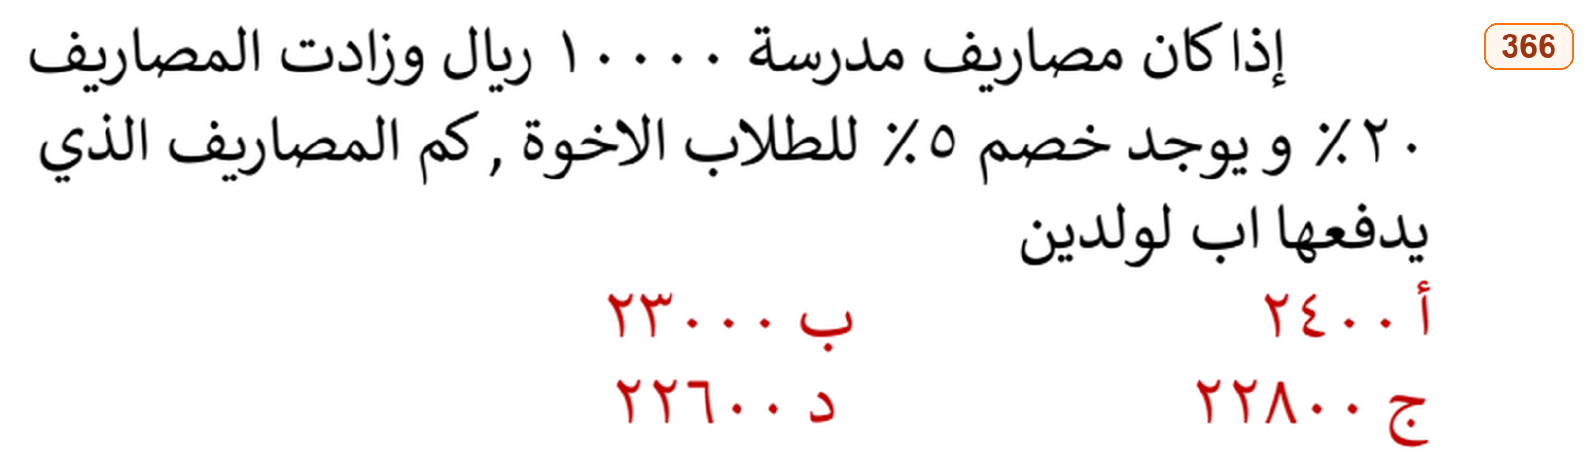 366
إذا كان مصاريف مدرسة ١٠٠٠٠ ريال وزادت المصاريف
٢٠٪ و يوجد خصم ٥٪ للطلاب الاخوة , كم المصاريف الذي
يدفعها اب لولدين
أ ٢٤٠٠ ب ٢٣٠٠٠
ج ٢٢٨٠٠ د ٢٢٦٠٠